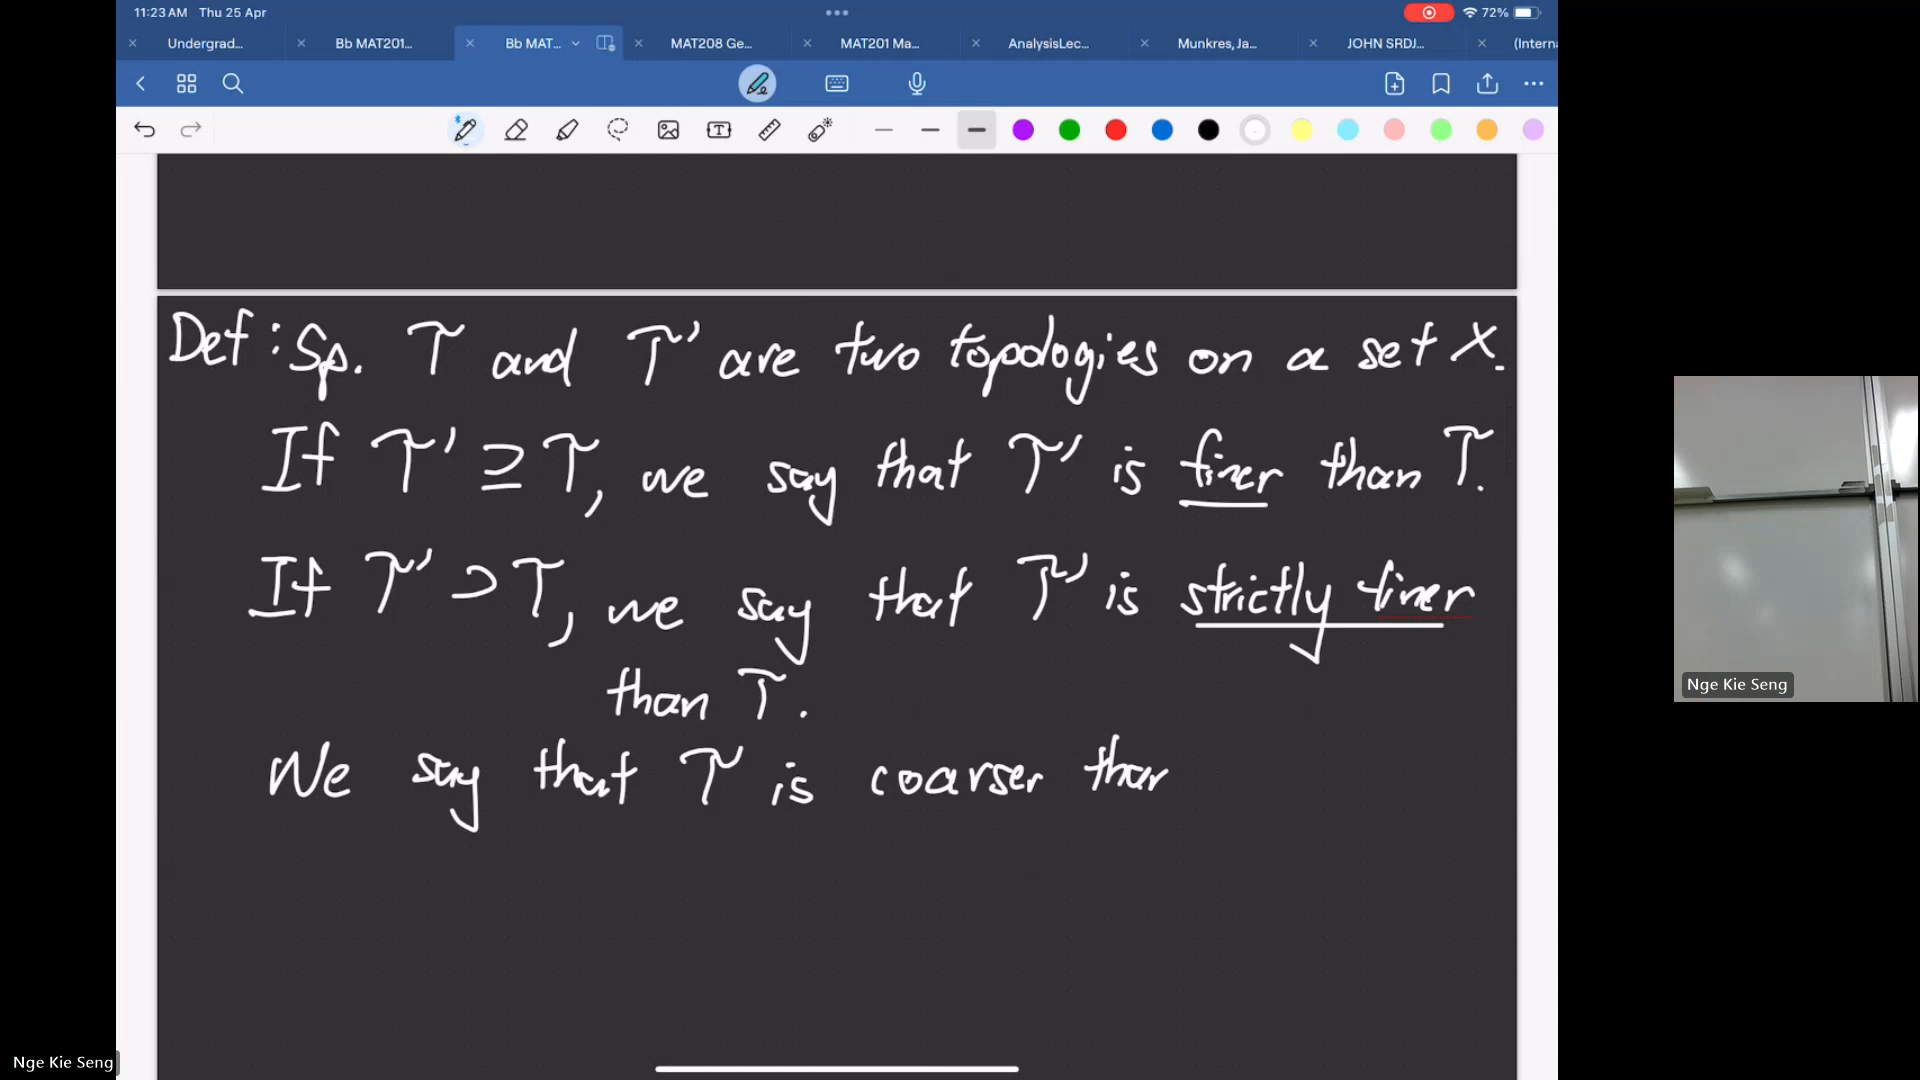 11:23 AM Thu 25 Apr
72%
Undergrad...
Bb MAT201...
Bb MAT...
MAT208 Ge...
MAT201 Ma...
AnalysisLec...
Munkres, Ja...
JOHN SRDJ...
(Intern
Def: Sp. T and T' are two topologies on a set X.
If T' ⊇ T, we say that T' is finer than T.
If T' ⊃ T, we say that T' is strictly finer
than T.
We say that T is coarser than
Nge Kie Seng
Nge Kie Seng